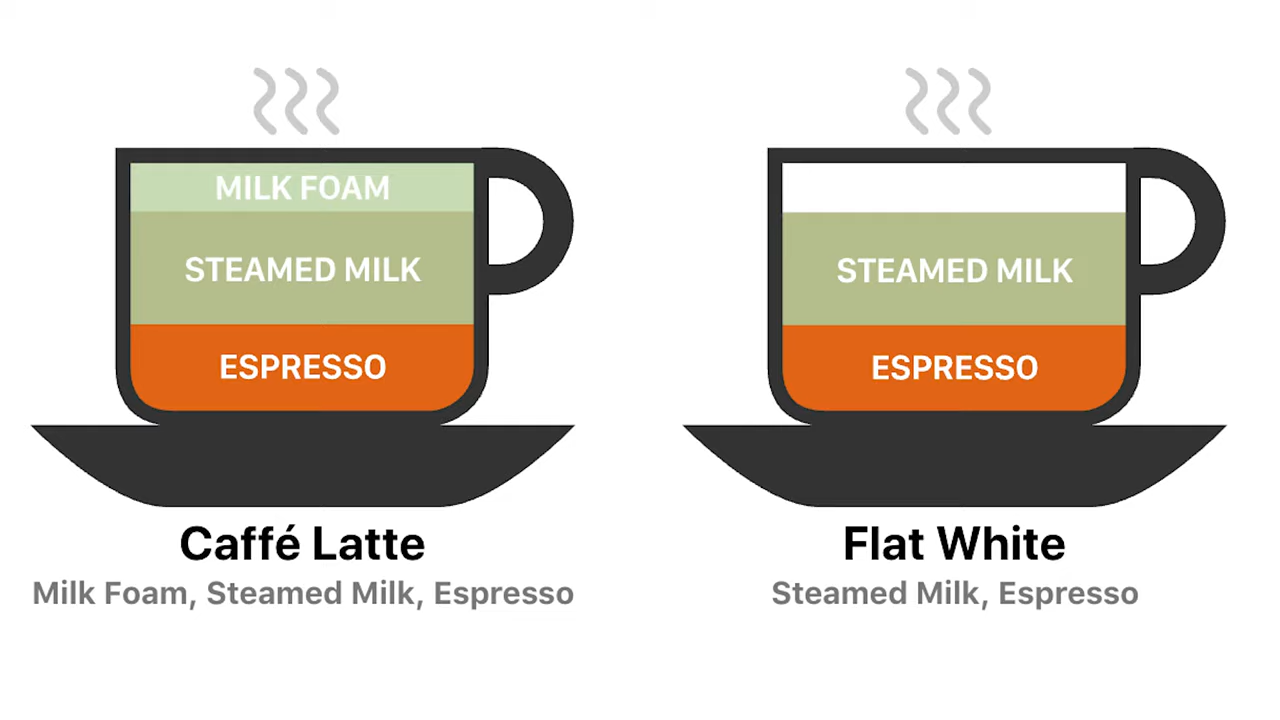 MILK FOAM
STEAMED MILK
ESPRESSO
Caffé Latte
Milk Foam, Steamed Milk, Espresso
STEAMED MILK
ESPRESSO
Flat White
Steamed Milk, Espresso